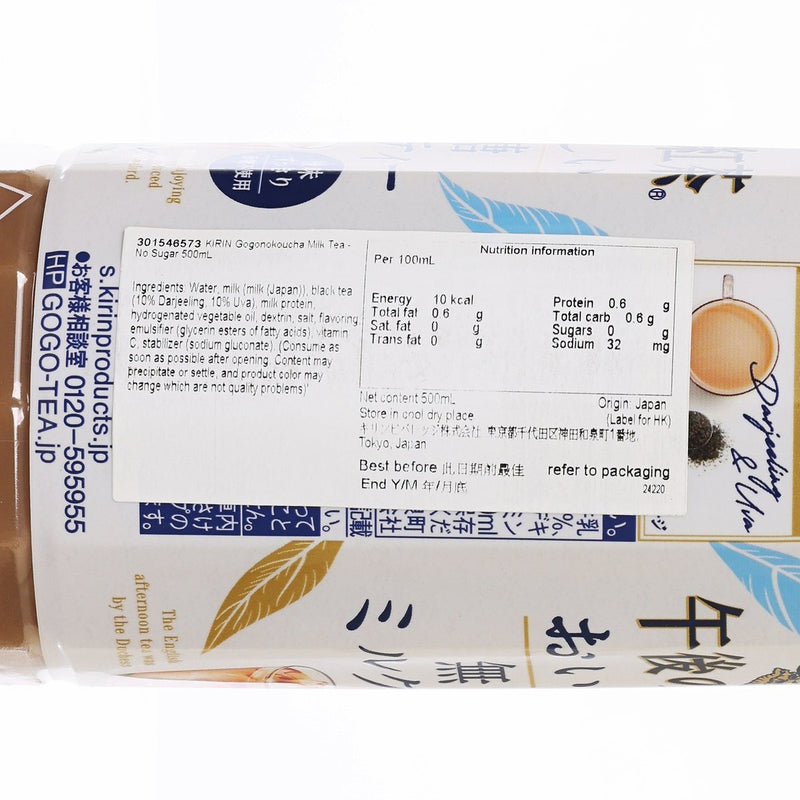 301546573 KIRIN Gogonokoucha Milk Tea -
No Sugar 500mL
Ingredients: Water, milk (milk (Japan)), black tea
(10% Darjeeling, 10% Uva), milk protein,
hydrogenated vegetable oil, dextrin, salt, flavoring,
emulsifier (glycerin esters of fatty acids), vitamin
C, stabilizer (sodium gluconate). (Consume as
soon as possible after opening. Content may
precipitate or settle, and product color may
change which are not quality problems)
Nutrition information
Per 100mL
Energy 10 kcal
Total fat 0.6 g
Sat. fat 0 g
Trans fat 0 g
Protein 0.6 g
Total carb 0.6 g
Sugars 0 g
Sodium 32 mg
Net content 500mL
Origin: Japan
Store in cool dry place
(Label for HK)
キリンビバレッジ株式会社 東京都千代田区神田和泉町1番地,
Tokyo, Japan
Best before 此日期前最佳 refer to packaging
End Y/M 年/月底
24220
s.kirinproducts.jp
●お客様相談室 0120-595955
HP GOGO-TEA.jp
Darjeeling
& Uva
The English
afternoon tea was
by the Duchess
午後の
おいしい
無
ミルク